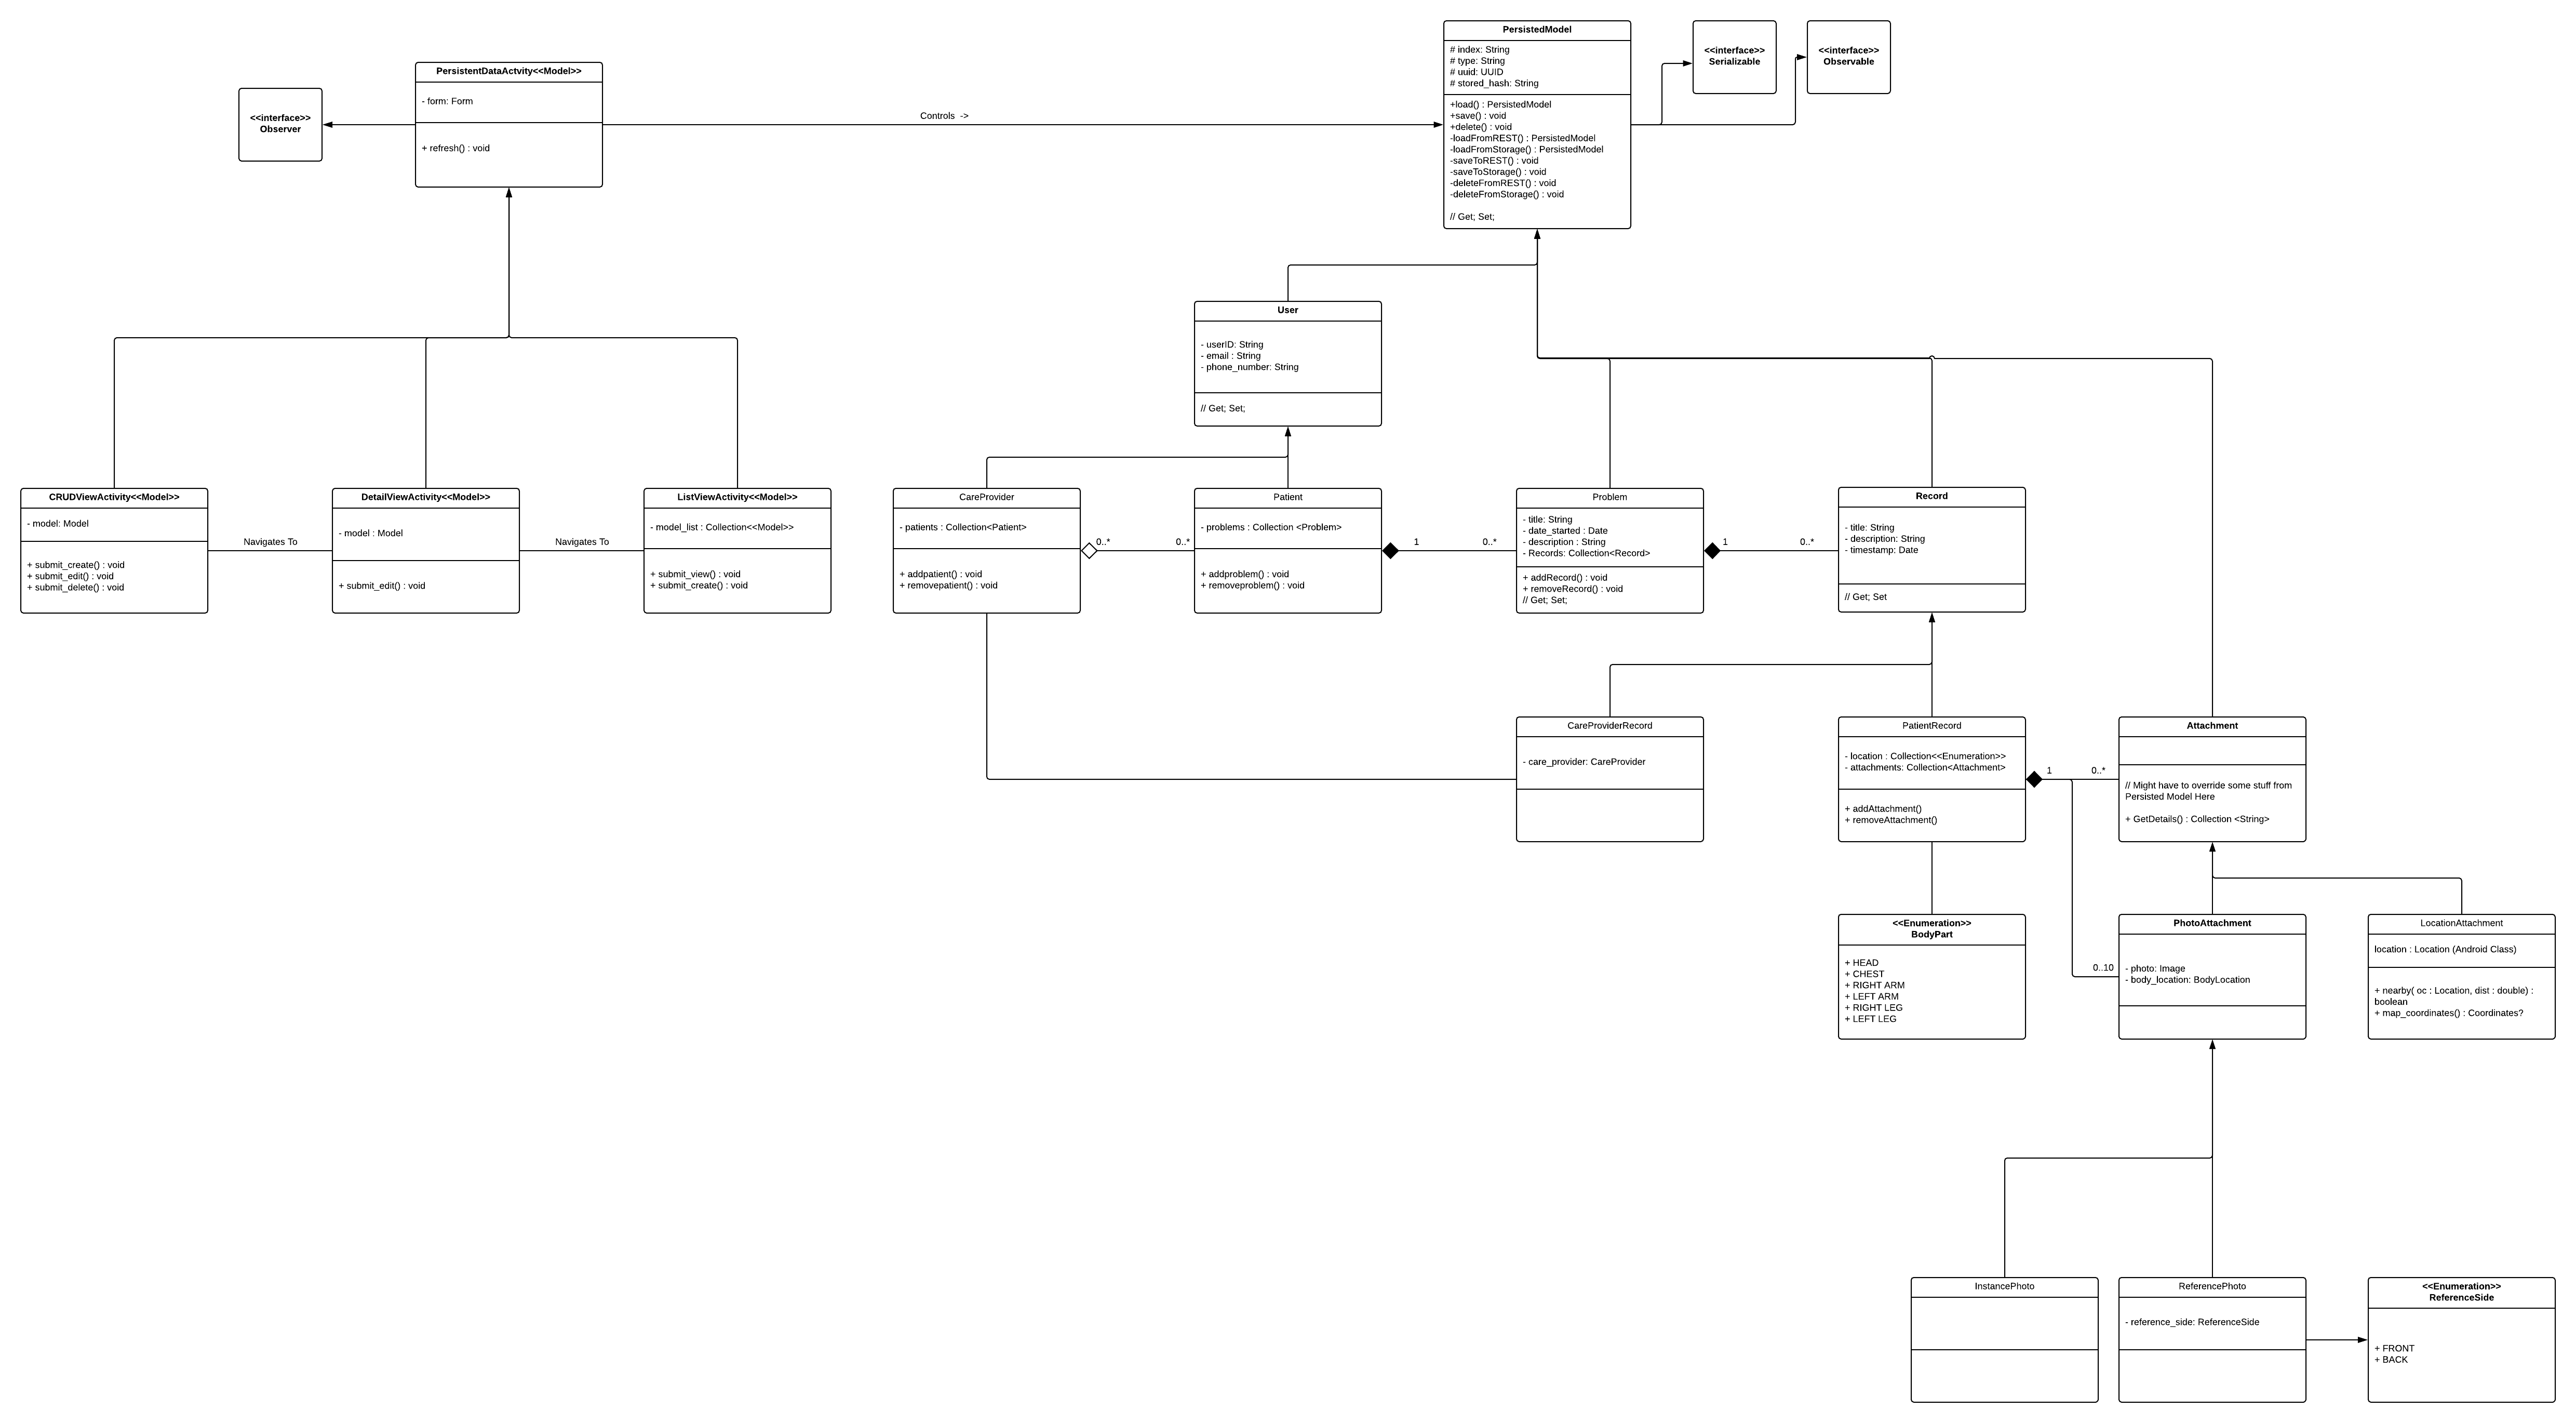 PersistedModel
# index: String
# type: String
# uuid: UUID
# stored_hash: String
+load() : PersistedModel
+save() : void
+delete() : void
-loadFromREST() : PersistedModel
-loadFromStorage() : PersistedModel
-saveToREST() : void
-saveToStorage() : void
-deleteFromREST() : void
-deleteFromStorage() : void
// Get; Set;
<<interface>>
Serializable
<<interface>>
Observable
PersistentDataActvity<<Model>>
- form: Form
+ refresh() : void
<<interface>>
Observer
Controls ->
User
- userID: String
- email : String
- phone_number: String
// Get; Set;
CRUDViewActivity<<Model>>
- model: Model
+ submit_create() : void
+ submit_edit() : void
+ submit_delete() : void
Navigates To
DetailViewActivity<<Model>>
- model : Model
+ submit_edit() : void
Navigates To
ListViewActivity<<Model>>
- model_list : Collection<<Model>>
+ submit_view() : void
+ submit_create() : void
CareProvider
- patients : Collection<Patient>
+ addpatient() : void
+ removepatient() : void
0..*
0..*
Patient
- problems : Collection <Problem>
+ addproblem() : void
+ removeproblem() : void
1
0..*
Problem
- title: String
- date_started : Date
- description : String
- Records: Collection<Record>
+ addRecord() : void
+ removeRecord() : void
// Get; Set;
1
0..*
Record
- title: String
- description: String
- timestamp: Date
// Get; Set
CareProviderRecord
- care_provider: CareProvider
PatientRecord
- location : Collection<<Enumeration>>
- attachments: Collection<Attachment>
+ addAttachment()
+ removeAttachment()
1
0..*
Attachment
// Might have to override some stuff from
Persisted Model Here
+ GetDetails() : Collection <String>
<<Enumeration>>
BodyPart
+ HEAD
+ CHEST
+ RIGHT ARM
+ LEFT ARM
+ RIGHT LEG
+ LEFT LEG
0..10
PhotoAttachment
- photo: Image
- body_location: BodyLocation
LocationAttachment
location : Location (Android Class)
+ nearby( oc : Location, dist : double) :
boolean
+ map_coordinates() : Coordinates?
InstancePhoto
ReferencePhoto
- reference_side: ReferenceSide
<<Enumeration>>
ReferenceSide
+ FRONT
+ BACK